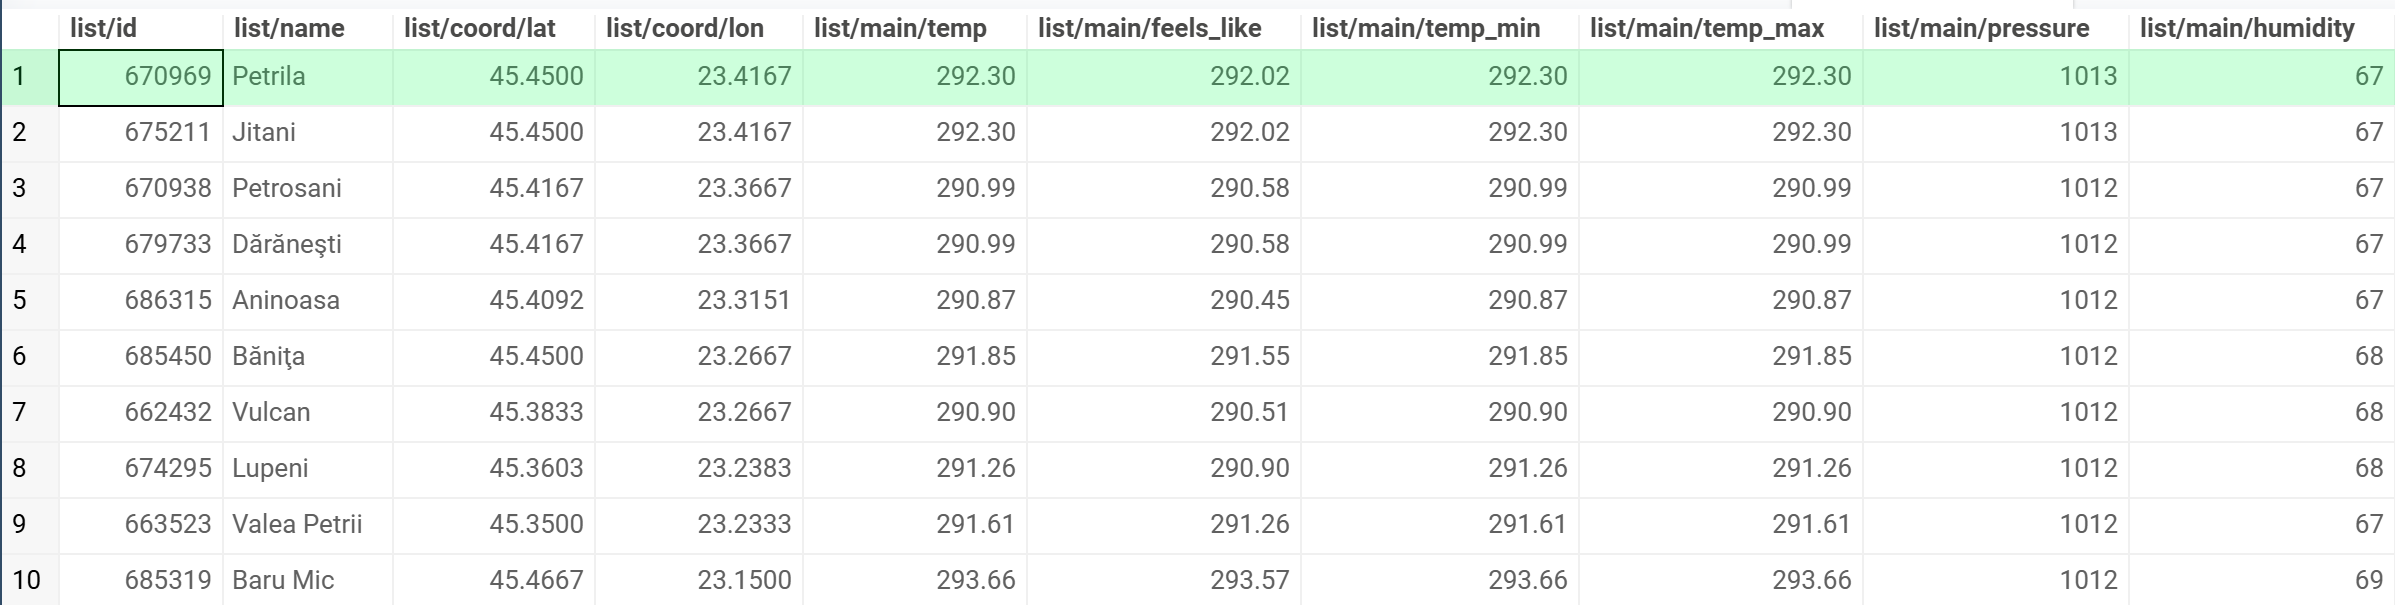 list/id list/name list/coord/lat list/coord/lon list/main/temp list/main/feels_like list/main/temp_min list/main/temp_max list/main/pressure list/main/humidity
1 670969 Petrila 45.4500 23.4167 292.30 292.02 292.30 292.30 1013 67
2 675211 Jitani 45.4500 23.4167 292.30 292.02 292.30 292.30 1013 67
3 670938 Petrosani 45.4167 23.3667 290.99 290.58 290.99 290.99 1012 67
4 679733 Dărăneşti 45.4167 23.3667 290.99 290.58 290.99 290.99 1012 67
5 686315 Aninoasa 45.4092 23.3151 290.87 290.45 290.87 290.87 1012 67
6 685450 Băniţa 45.4500 23.2667 291.85 291.55 291.85 291.85 1012 68
7 662432 Vulcan 45.3833 23.2667 290.90 290.51 290.90 290.90 1012 68
8 674295 Lupeni 45.3603 23.2383 291.26 290.90 291.26 291.26 1012 68
9 663523 Valea Petrii 45.3500 23.2333 291.61 291.26 291.61 291.61 1012 67
10 685319 Baru Mic 45.4667 23.1500 293.66 293.57 293.66 293.66 1012 69